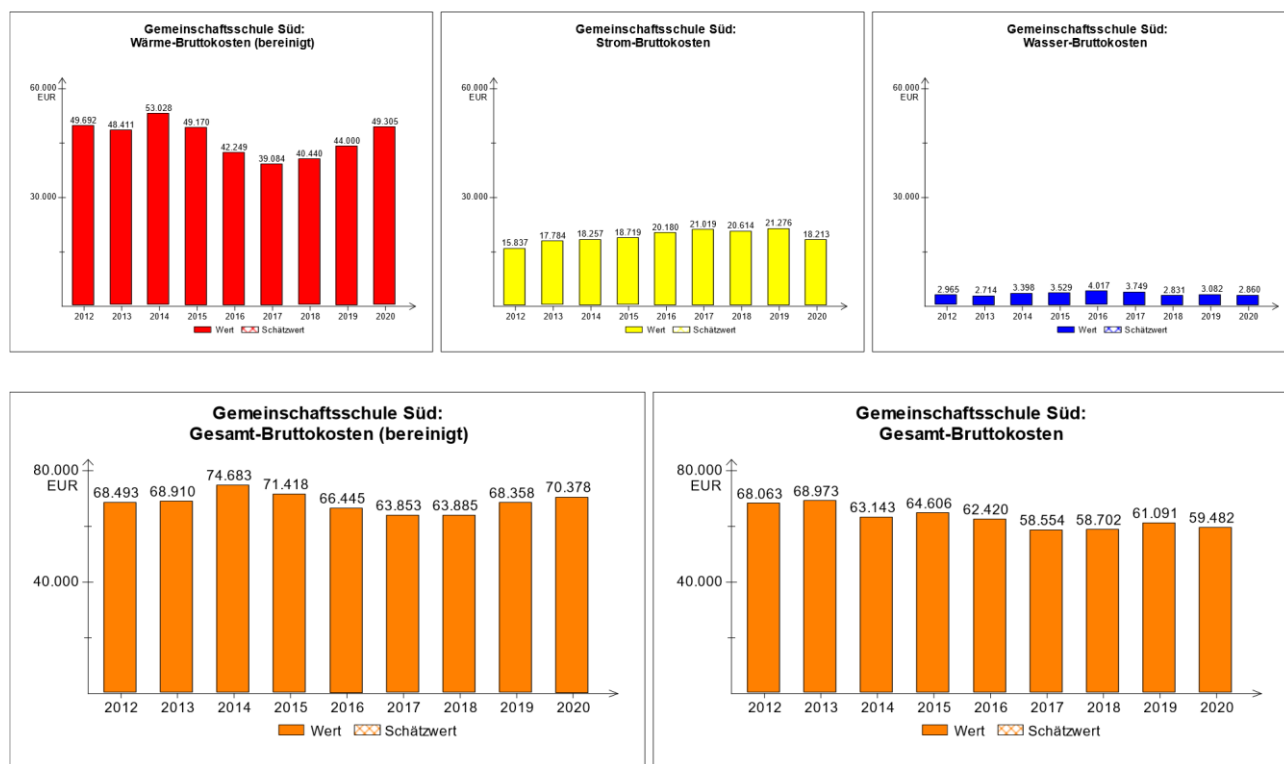 Gemeinschaftsschule Süd:
Wärme-Bruttokosten (bereinigt)
60.000
EUR
30.000
49.692
48.411
53.028
49.170
42.249
39.084
40.440
44.000
49.305
2012 2013 2014 2015 2016 2017 2018 2019 2020
Wert Schätzwert
Gemeinschaftsschule Süd:
Strom-Bruttokosten
60.000
EUR
30.000
15.837
17.784
18.257
18.719
20.180
21.019
20.614
21.276
18.213
2012 2013 2014 2015 2016 2017 2018 2019 2020
Wert Schätzwert
Gemeinschaftsschule Süd:
Wasser-Bruttokosten
60.000
EUR
30.000
2.965
2.714
3.398
3.529
4.017
3.749
2.831
3.082
2.860
2012 2013 2014 2015 2016 2017 2018 2019 2020
Wert Schätzwert
Gemeinschaftsschule Süd:
Gesamt-Bruttokosten (bereinigt)
80.000
EUR
40.000
68.493
68.910
74.683
71.418
66.445
63.853
63.885
68.358
70.378
2012 2013 2014 2015 2016 2017 2018 2019 2020
Wert Schätzwert
Gemeinschaftsschule Süd:
Gesamt-Bruttokosten
80.000
EUR
40.000
68.063
68.973
63.143
64.606
62.420
58.554
58.702
61.091
59.482
2012 2013 2014 2015 2016 2017 2018 2019 2020
Wert Schätzwert